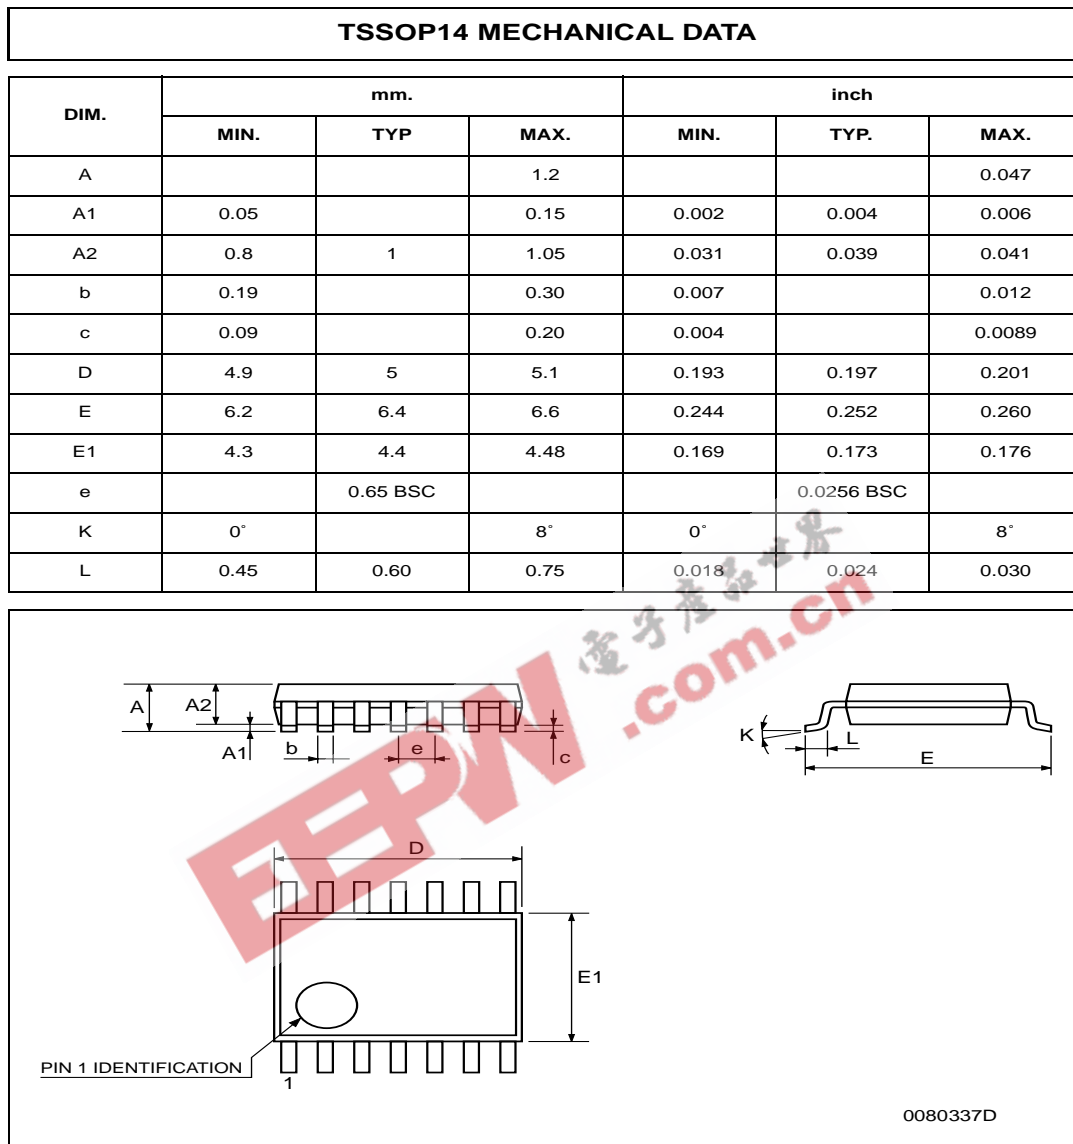 TSSOP14 MECHANICAL DATA
DIM. mm. inch
MIN. TYP MAX. MIN. TYP. MAX.
A 1.2 0.047
A1 0.05 0.15 0.002 0.004 0.006
A2 0.8 1 1.05 0.031 0.039 0.041
b 0.19 0.30 0.007 0.012
c 0.09 0.20 0.004 0.0089
D 4.9 5 5.1 0.193 0.197 0.201
E 6.2 6.4 6.6 0.244 0.252 0.260
E1 4.3 4.4 4.48 0.169 0.173 0.176
e 0.65 BSC 0.0256 BSC
K 0° 8° 0° 8°
L 0.45 0.60 0.75 0.018 0.024 0.030
電子產品世界
EEPW.com.cn
A A2
A1 b e c
K L
E
D
E1
PIN 1 IDENTIFICATION
1
0080337D